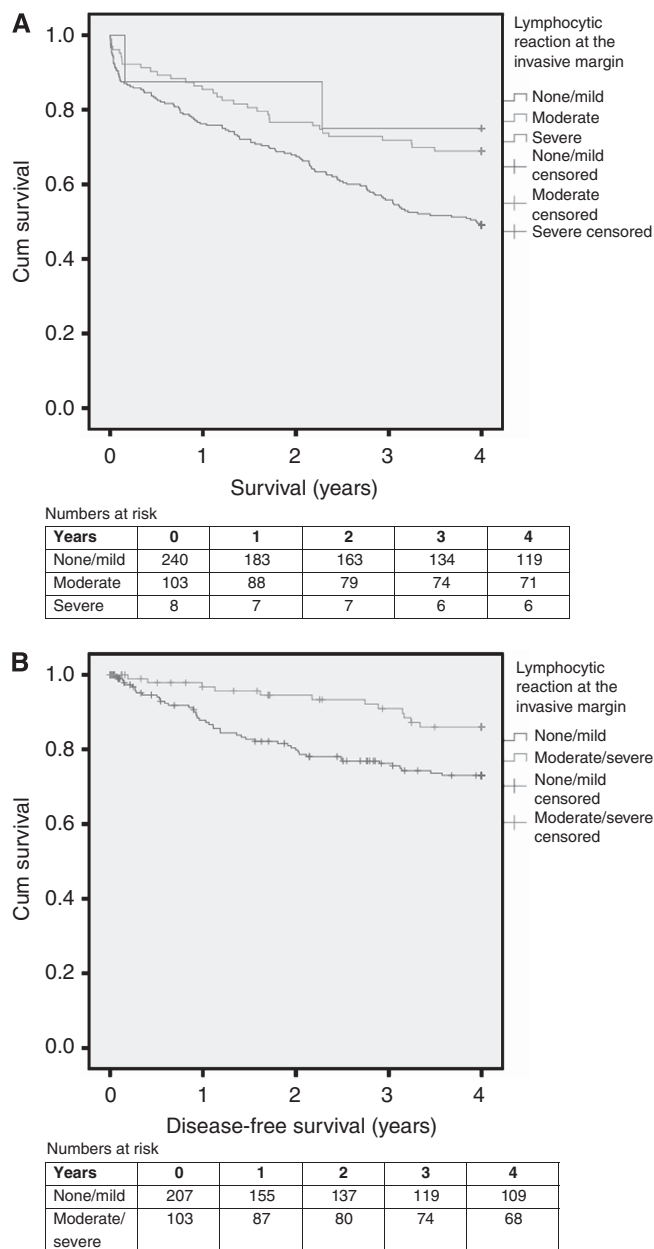 A
Lymphocytic
reaction at the
invasive margin
None/mild
Moderate
Severe
None/mild
censored
Moderate
censored
Severe censored
Cum survival
1.0
0.8
0.6
0.4
0.2
0.0
0 1 2 3 4
Survival (years)
Numbers at risk
Years 0 1 2 3 4
None/mild 240 183 163 134 119
Moderate 103 88 79 74 71
Severe 8 7 7 6 6
B
Lymphocytic
reaction at the
invasive margin
None/mild
Moderate/severe
None/mild
censored
Moderate/severe
censored
Cum survival
1.0
0.8
0.6
0.4
0.2
0.0
0 1 2 3 4
Disease-free survival (years)
Numbers at risk
Years 0 1 2 3 4
None/mild 207 155 137 119 109
Moderate/ 103 87 80 74 68
severe